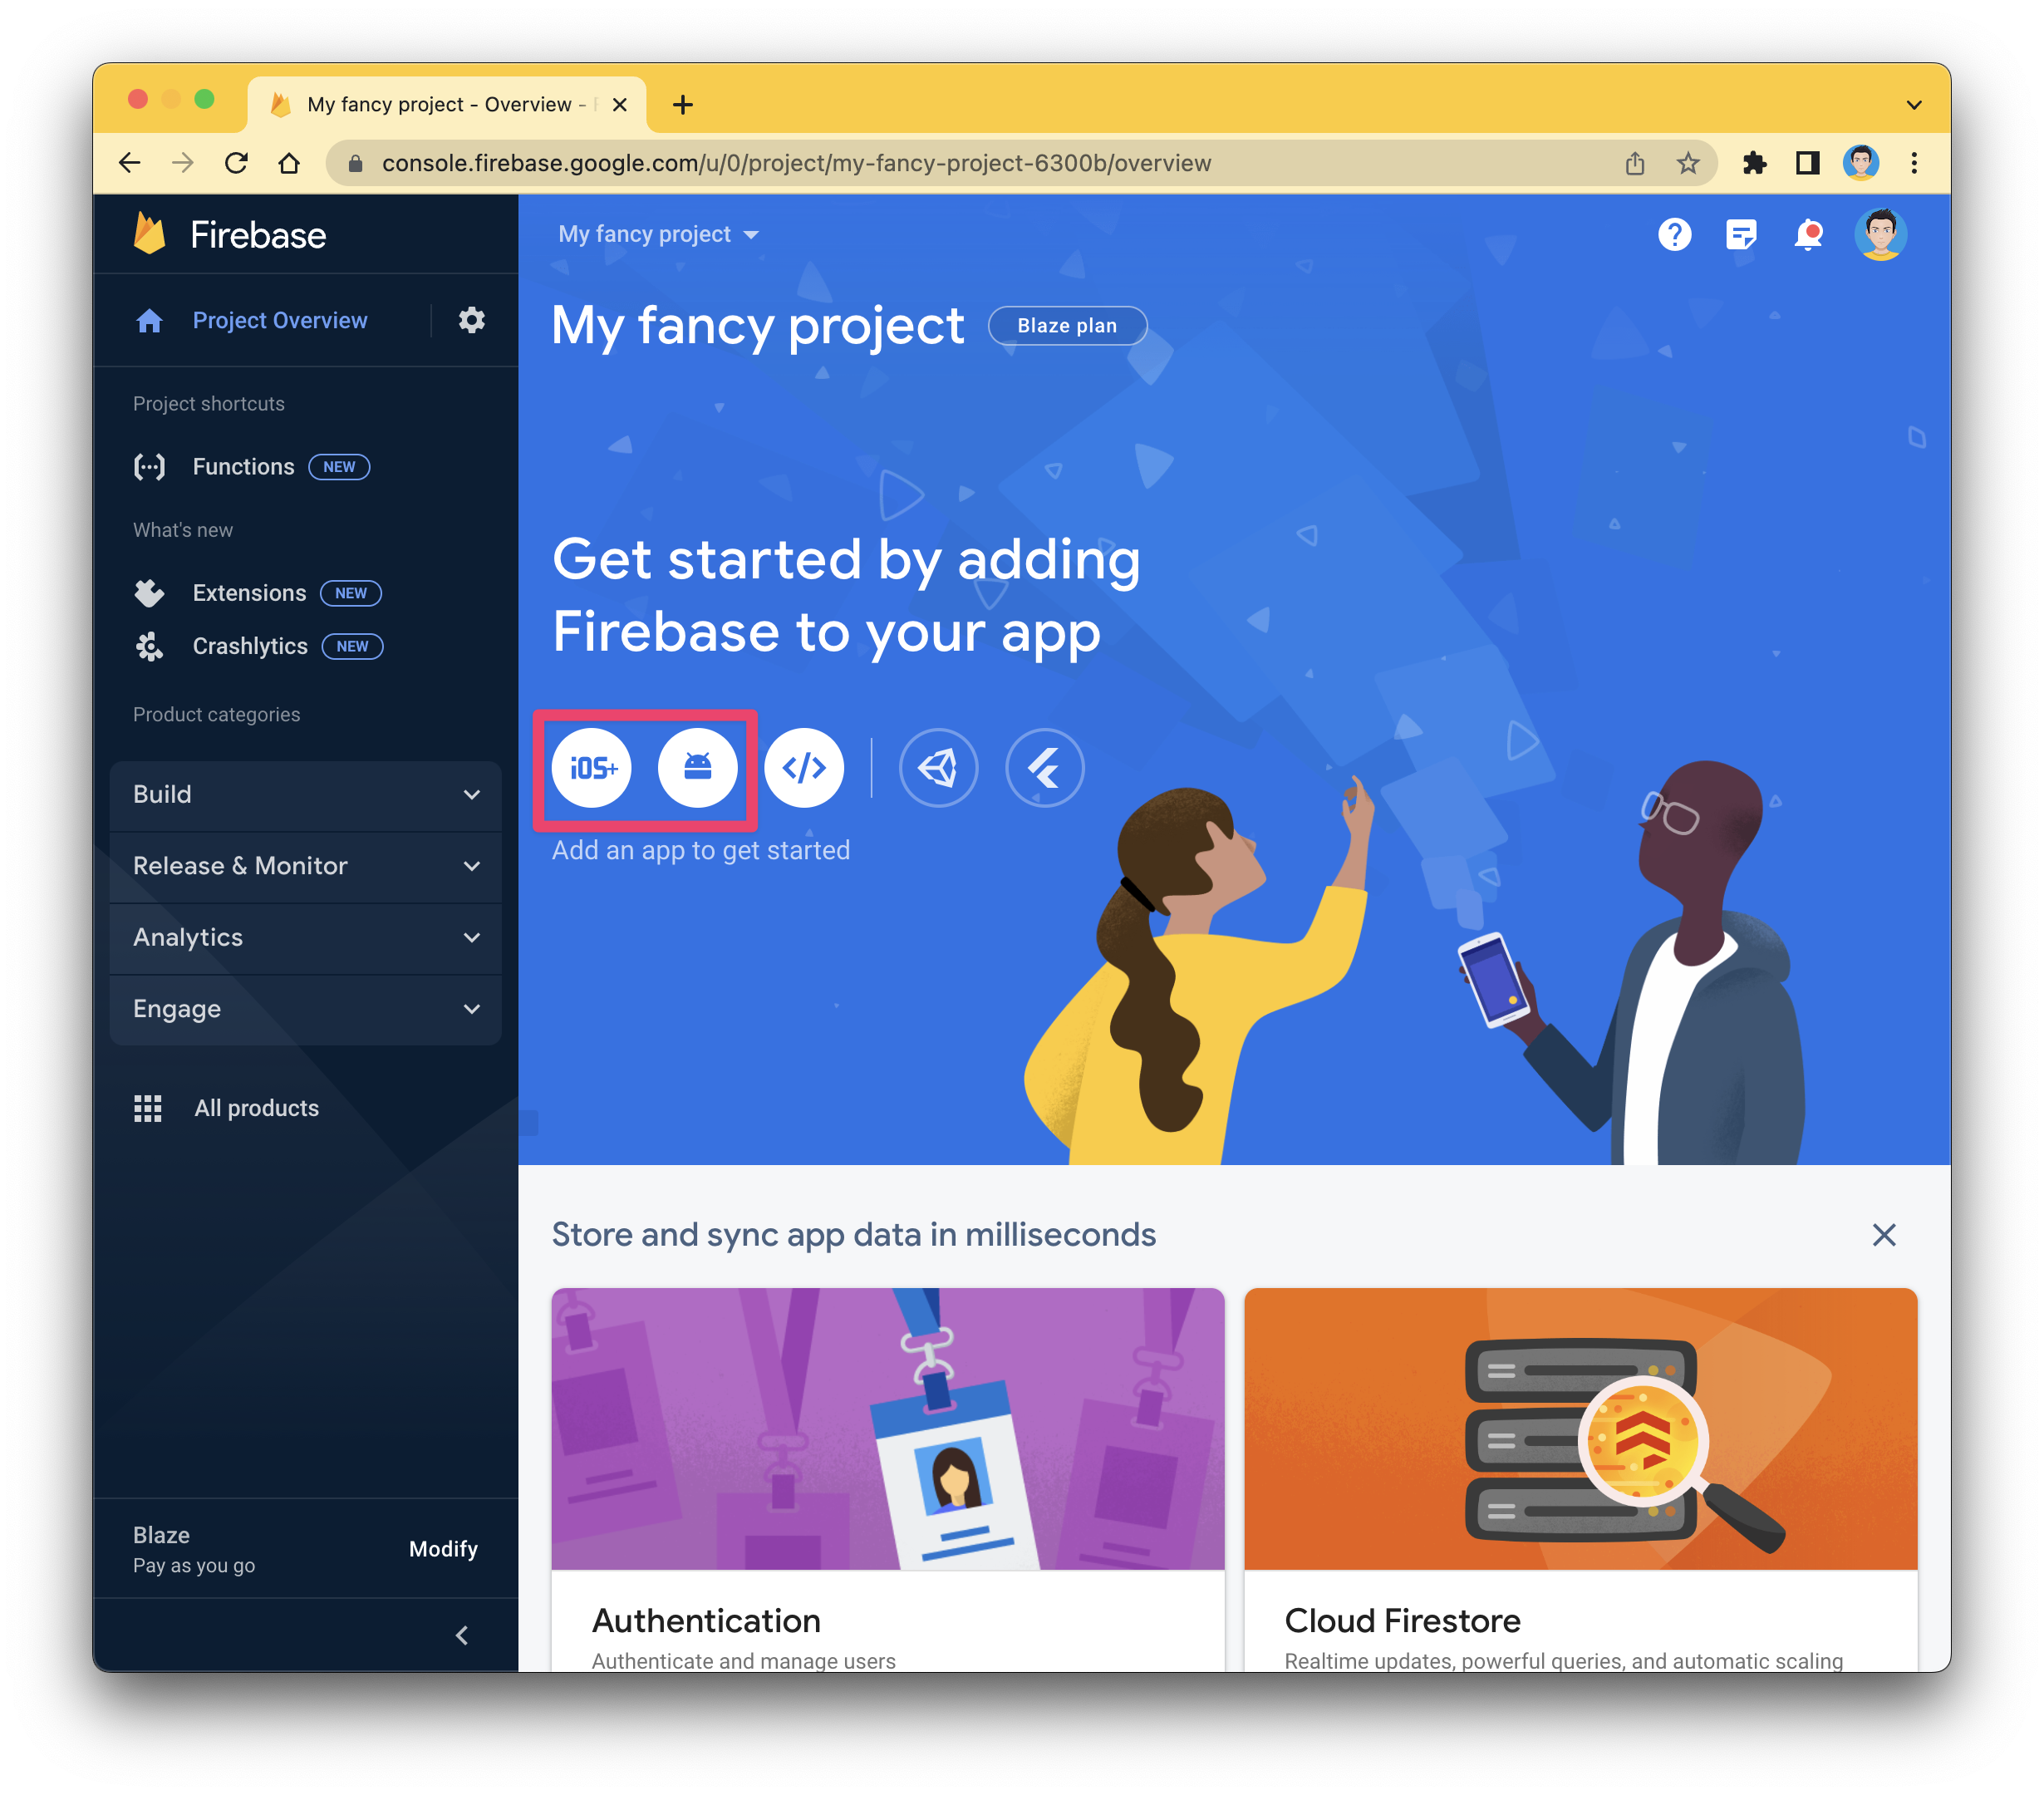 My fancy project - Overview -
console.firebase.google.com/u/0/project/my-fancy-project-6300b/overview
Firebase
Project Overview
Project shortcuts
Functions NEW
What's new
Extensions NEW
Crashlytics NEW
Product categories
Build
Release & Monitor
Analytics
Engage
All products
Blaze
Pay as you go
Modify
My fancy project
My fancy project Blaze plan
Get started by adding
Firebase to your app
iOS+
Add an app to get started
Store and sync app data in milliseconds
Authentication
Authenticate and manage users
Cloud Firestore
Realtime updates, powerful queries, and automatic scaling